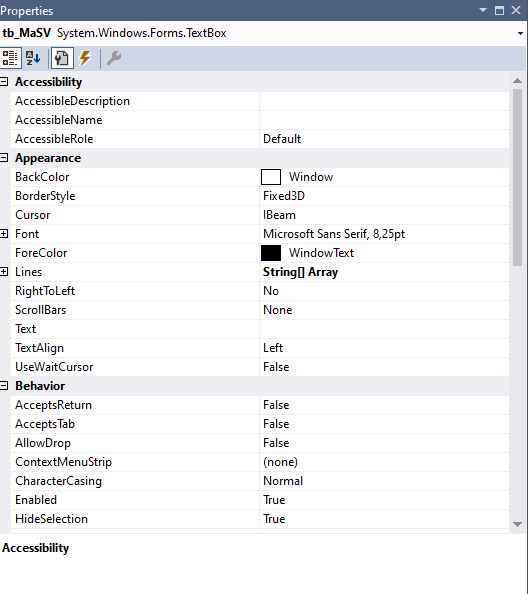 Properties
tb_MaSV System.Windows.Forms.TextBox
Accessibility
AccessibleDescription
AccessibleName
AccessibleRole Default
Appearance
BackColor Window
BorderStyle Fixed3D
Cursor IBeam
Font Microsoft Sans Serif, 8,25pt
ForeColor WindowText
Lines String[] Array
RightToLeft No
ScrollBars None
Text
TextAlign Left
UseWaitCursor False
Behavior
AcceptsReturn False
AcceptsTab False
AllowDrop False
ContextMenuStrip (none)
CharacterCasing Normal
Enabled True
HideSelection True
Accessibility